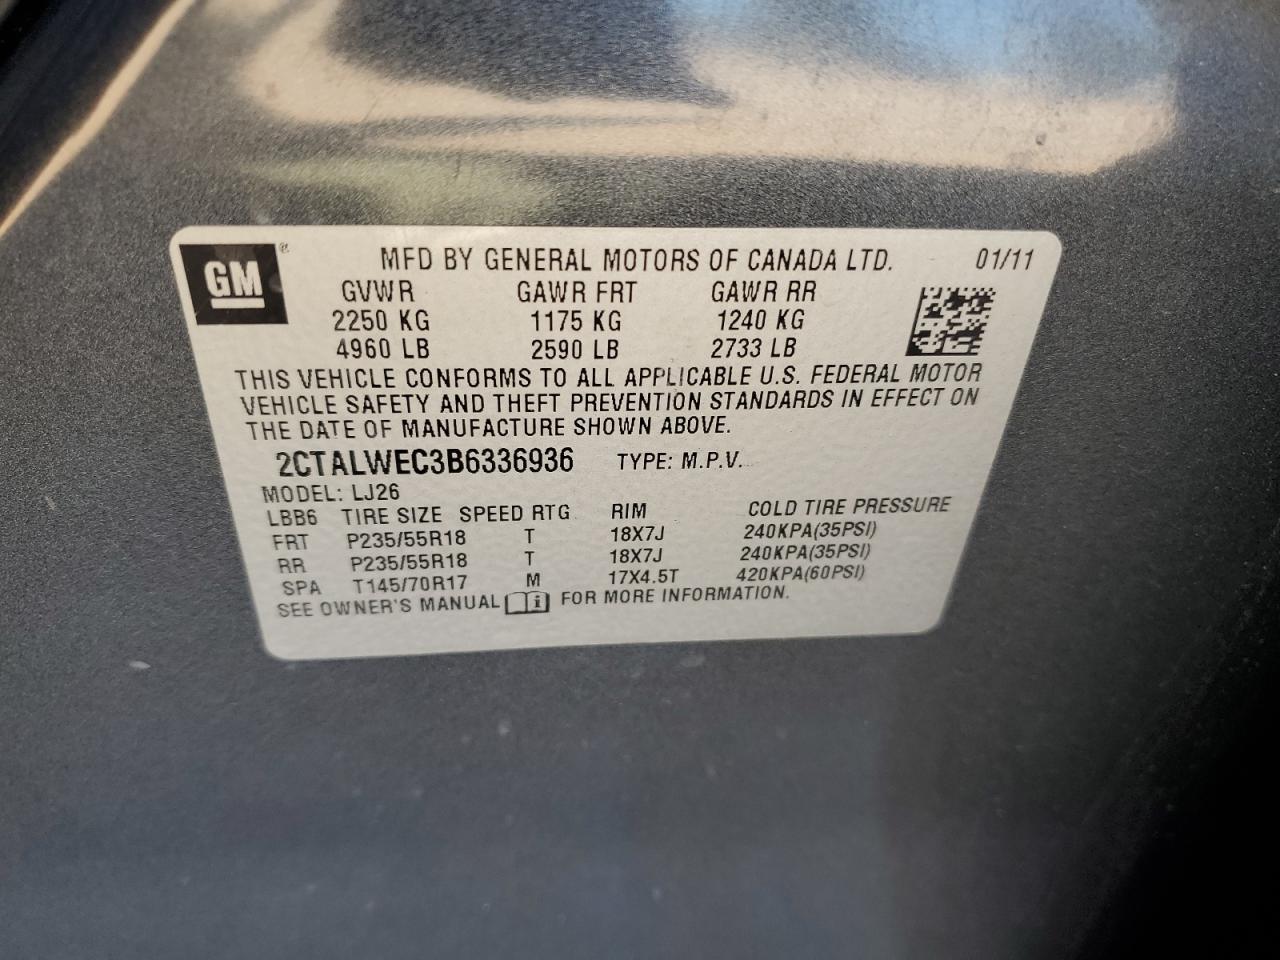 GM ® MFD BY GENERAL MOTORS OF CANADA LTD. 01/11
GVWR GAWR FRT GAWR RR
2250 KG 1175 KG 1240 KG
4960 LB 2590 LB 2733 LB
THIS VEHICLE CONFORMS TO ALL APPLICABLE U.S. FEDERAL MOTOR
VEHICLE SAFETY AND THEFT PREVENTION STANDARDS IN EFFECT ON
THE DATE OF MANUFACTURE SHOWN ABOVE.
2CTALWEC3B6336936 TYPE: M.P.V.
MODEL: LJ26
LBB6 TIRE SIZE SPEED RTG RIM COLD TIRE PRESSURE
FRT P235/55R18 T 18X7J 240KPA(35PSI)
RR P235/55R18 T 18X7J 240KPA(35PSI)
SPA T145/70R17 M 17X4.5T 420KPA(60PSI)
SEE OWNER'S MANUAL i FOR MORE INFORMATION.